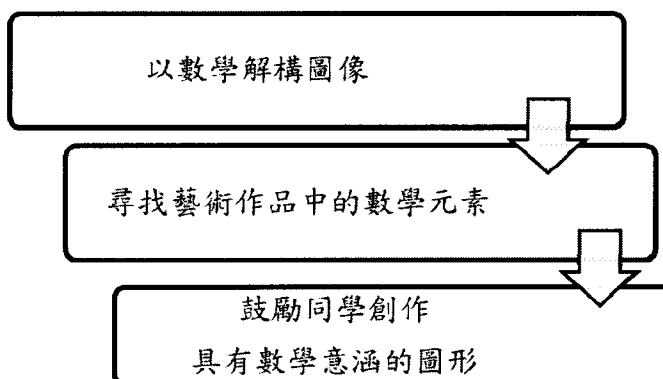 以數學解構圖像
尋找藝術作品中的數學元素
鼓勵同學創作
具有數學意涵的圖形